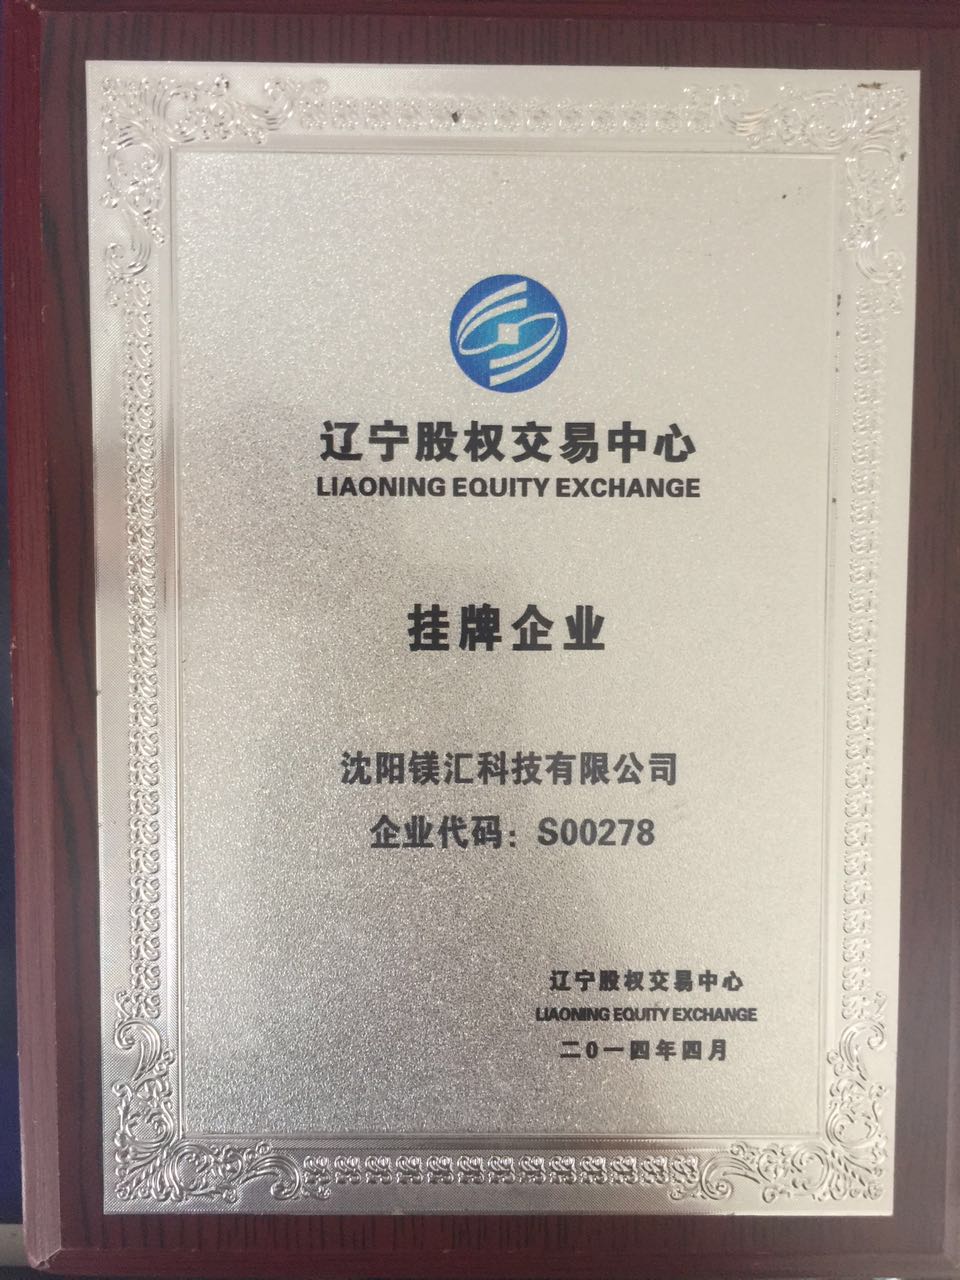 辽宁股权交易中心
LIAONING EQUITY EXCHANGE
挂牌企业
沈阳镁汇科技有限公司
企业代码：S00278
辽宁股权交易中心
LIAONING EQUITY EXCHANGE
二0一四年四月